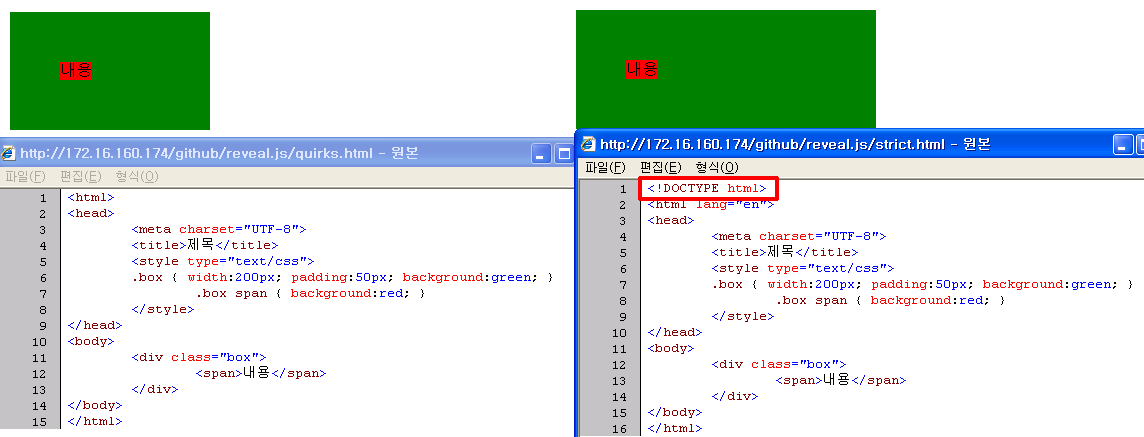 내용
내용
http://172.16.160.174/github/reveal.js/quirks.html - 원본
파일(F) 편집(E) 형식(O)
1 <html>
2 <head>
3 <meta charset="UTF-8">
4 <title>제목</title>
5 <style type="text/css">
6 .box { width:200px; padding:50px; background:green; }
7 .box span { background:red; }
8 </style>
9 </head>
10 <body>
11 <div class="box">
12 <span>내용</span>
13 </div>
14 </body>
15 </html>
http://172.16.160.174/github/reveal.js/strict.html - 원본
파일(F) 편집(E) 형식(O)
1 <!DOCTYPE html>
2 <html lang="en">
3 <head>
4 <meta charset="UTF-8">
5 <title>제목</title>
6 <style type="text/css">
7 .box { width:200px; padding:50px; background:green; }
8 .box span { background:red; }
9 </style>
10 </head>
11 <body>
12 <div class="box">
13 <span>내용</span>
14 </div>
15 </body>
16 </html>